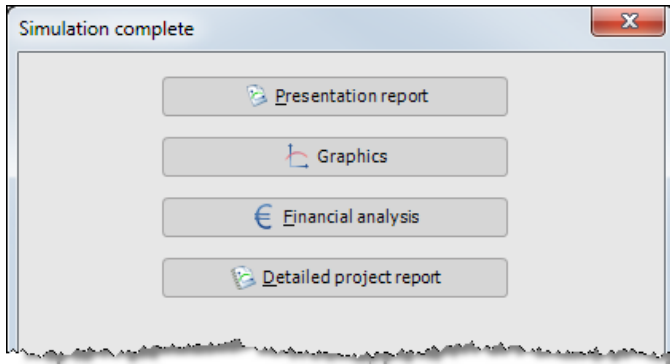 Simulation complete
Presentation report
Graphics
Financial analysis
Detailed project report